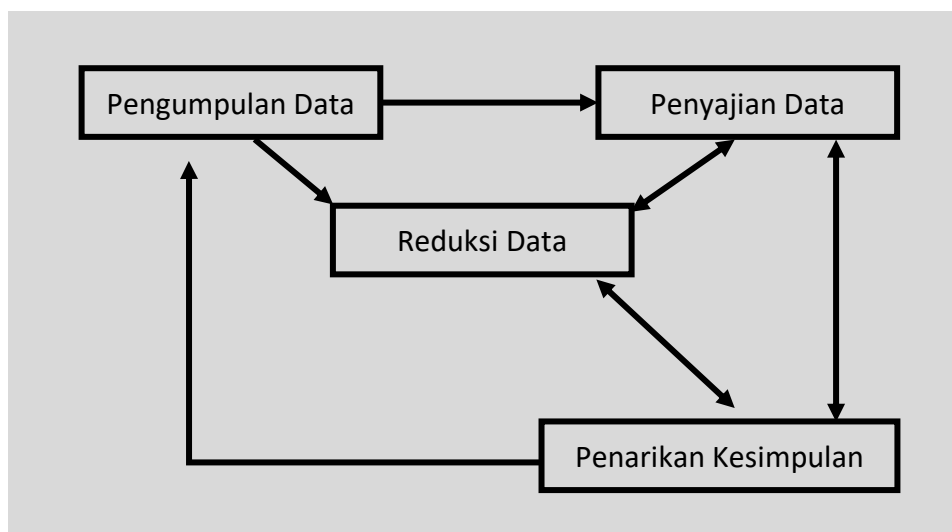 Pengumpulan Data
Penyajian Data
Reduksi Data
Penarikan Kesimpulan